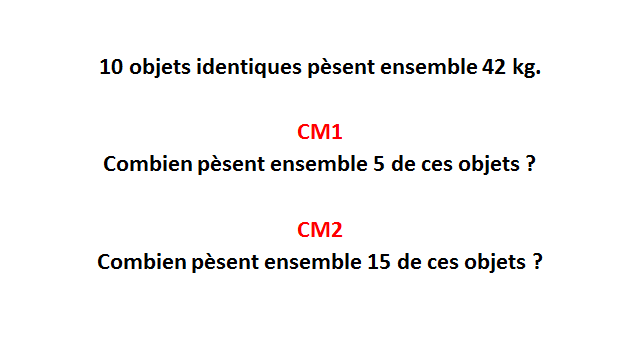 10 objets identiques pèsent ensemble 42 kg.
CM1
Combien pèsent ensemble 5 de ces objets ?
CM2
Combien pèsent ensemble 15 de ces objets ?